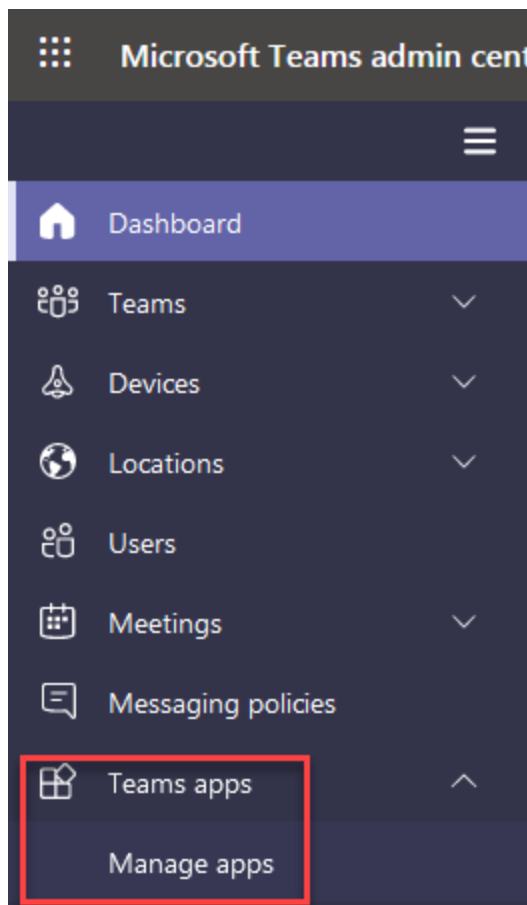 Microsoft Teams admin cent
Dashboard
Teams
Devices
Locations
Users
Meetings
Messaging policies
Teams apps
Manage apps